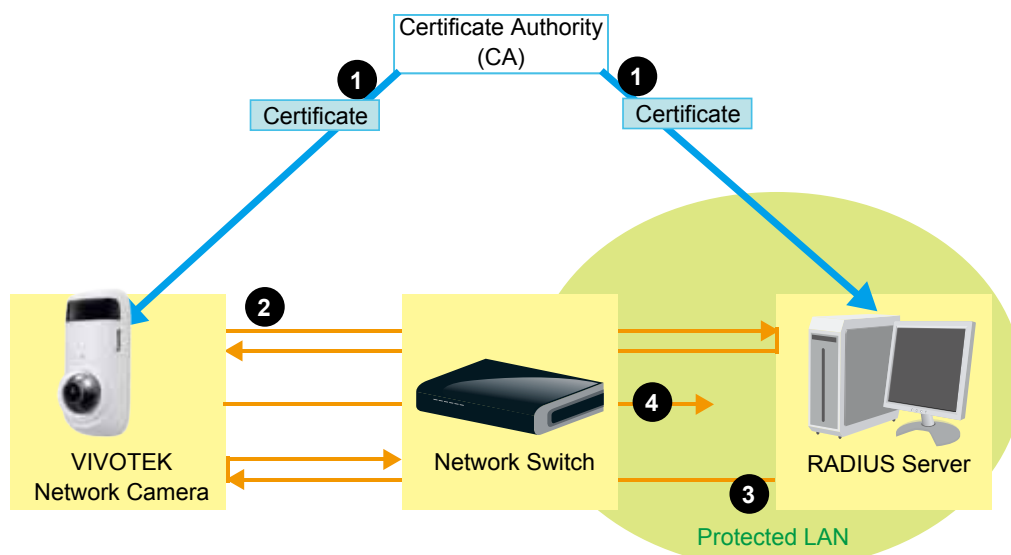 Certificate Authority
(CA)
1
1
Certificate
Certificate
2
4
VIVOTEK
Network Camera
Network Switch
RADIUS Server
3
Protected LAN